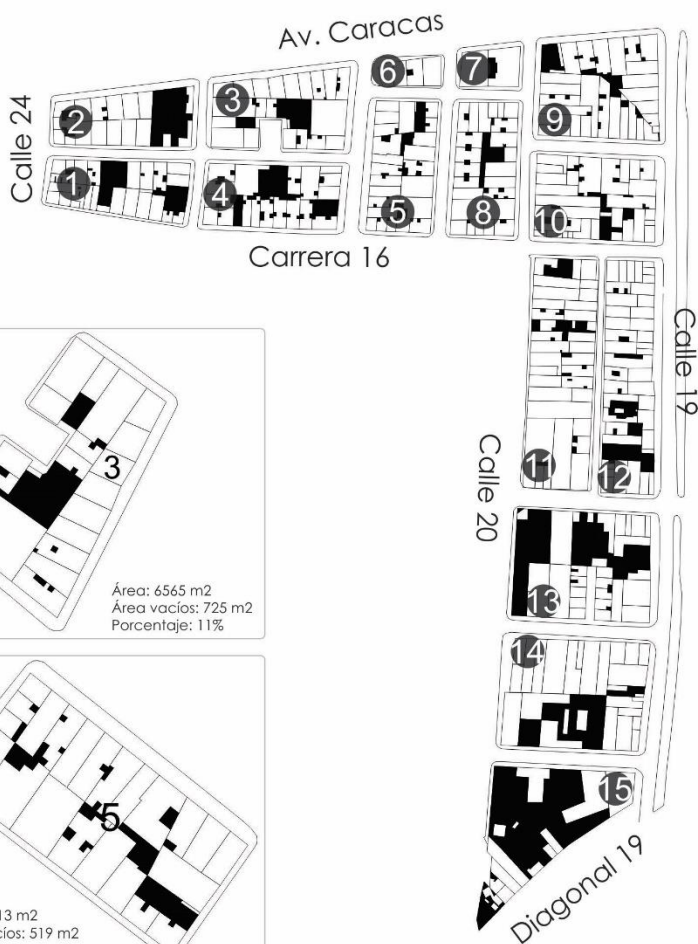 Av. Caracas
Calle 24
6
7
3
2
9
1
4
5
8
10
Carrera 16
Calle 19
11
12
Calle 20
3
Área: 6565 m2
Área vacíos: 725 m2
Porcentaje: 11%
13
14
15
5
13 m2
cíos: 519 m2
Diagonal 19